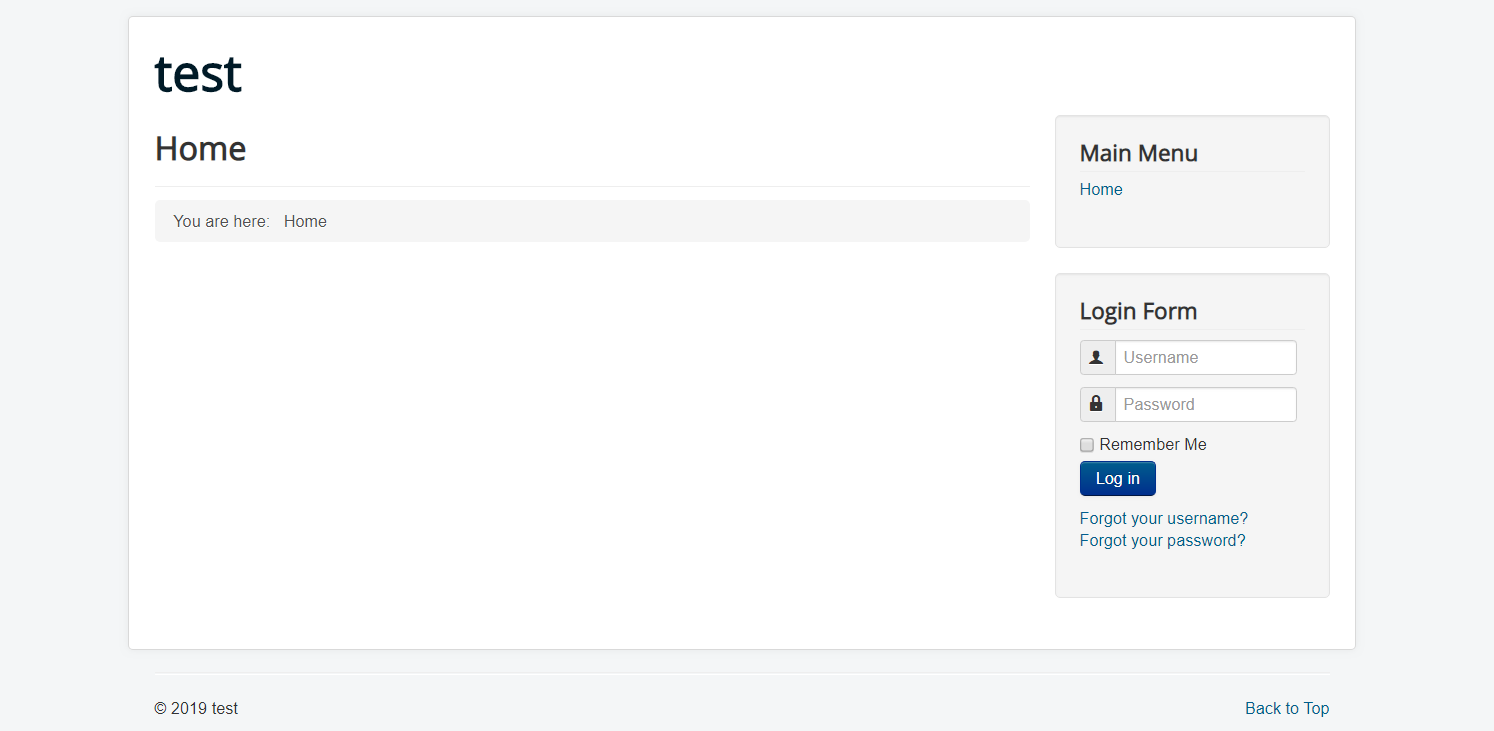 test
Home
You are here: Home
Main Menu
Home
Login Form
Username
Password
Remember Me
Log in
Forgot your username?
Forgot your password?
© 2019 test
Back to Top